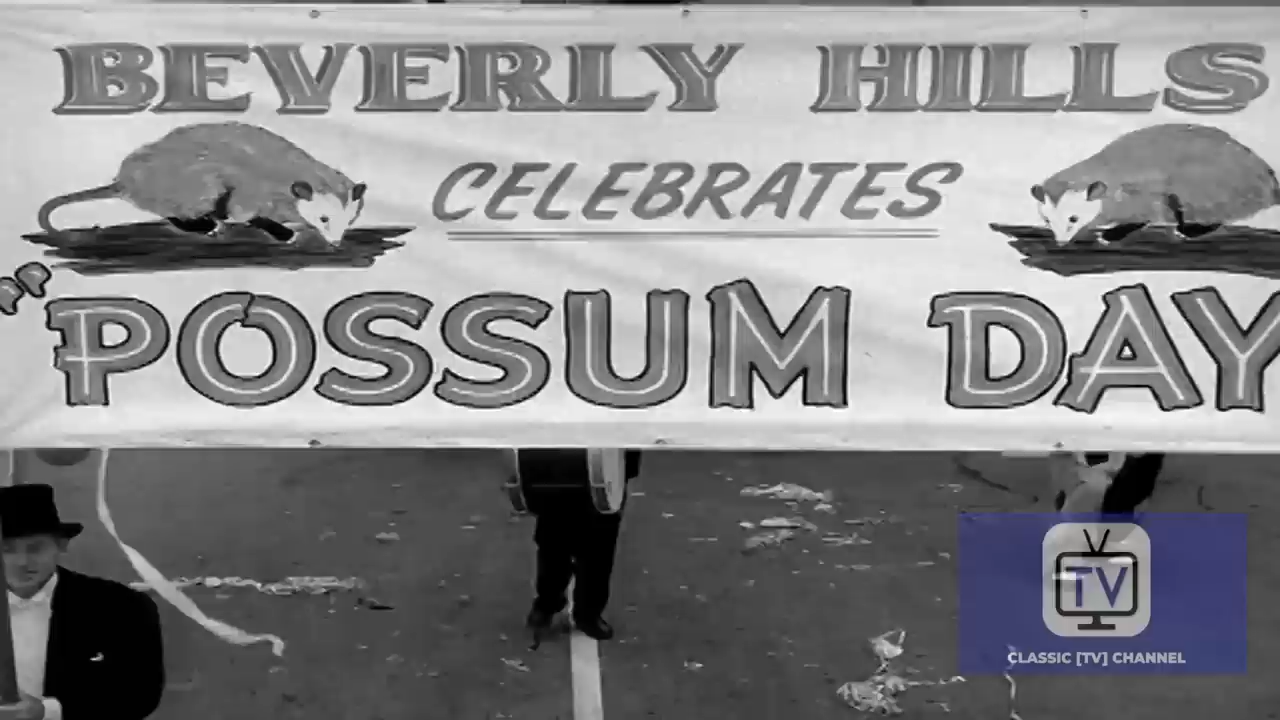 BEVERLY HILLS
CELEBRATES
"POSSUM DAY
TV
CLASSIC [TV] CHANNEL